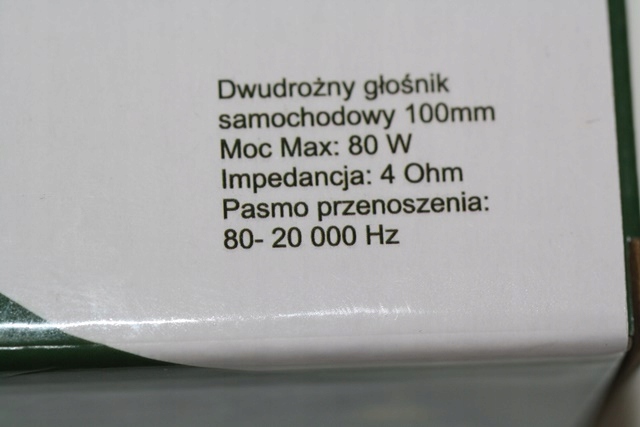 Dwudrożny głośnik
samochodowy 100mm
Moc Max: 80 W
Impedancja: 4 Ohm
Pasmo przenoszenia:
80- 20 000 Hz